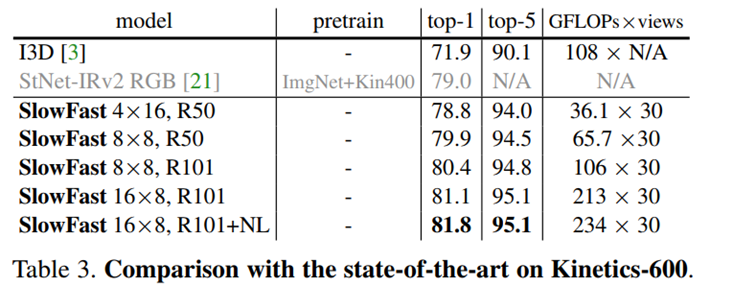 model pretrain top-1 top-5 GFLOPs×views
I3D [3] - 71.9 90.1 108 × N/A
StNet-IRv2 RGB [21] ImgNet+Kin400 79.0 N/A N/A
SlowFast 4×16, R50 - 78.8 94.0 36.1 × 30
SlowFast 8×8, R50 - 79.9 94.5 65.7 ×30
SlowFast 8×8, R101 - 80.4 94.8 106 × 30
SlowFast 16×8, R101 - 81.1 95.1 213 × 30
SlowFast 16×8, R101+NL - 81.8 95.1 234 × 30
Table 3. Comparison with the state-of-the-art on Kinetics-600.